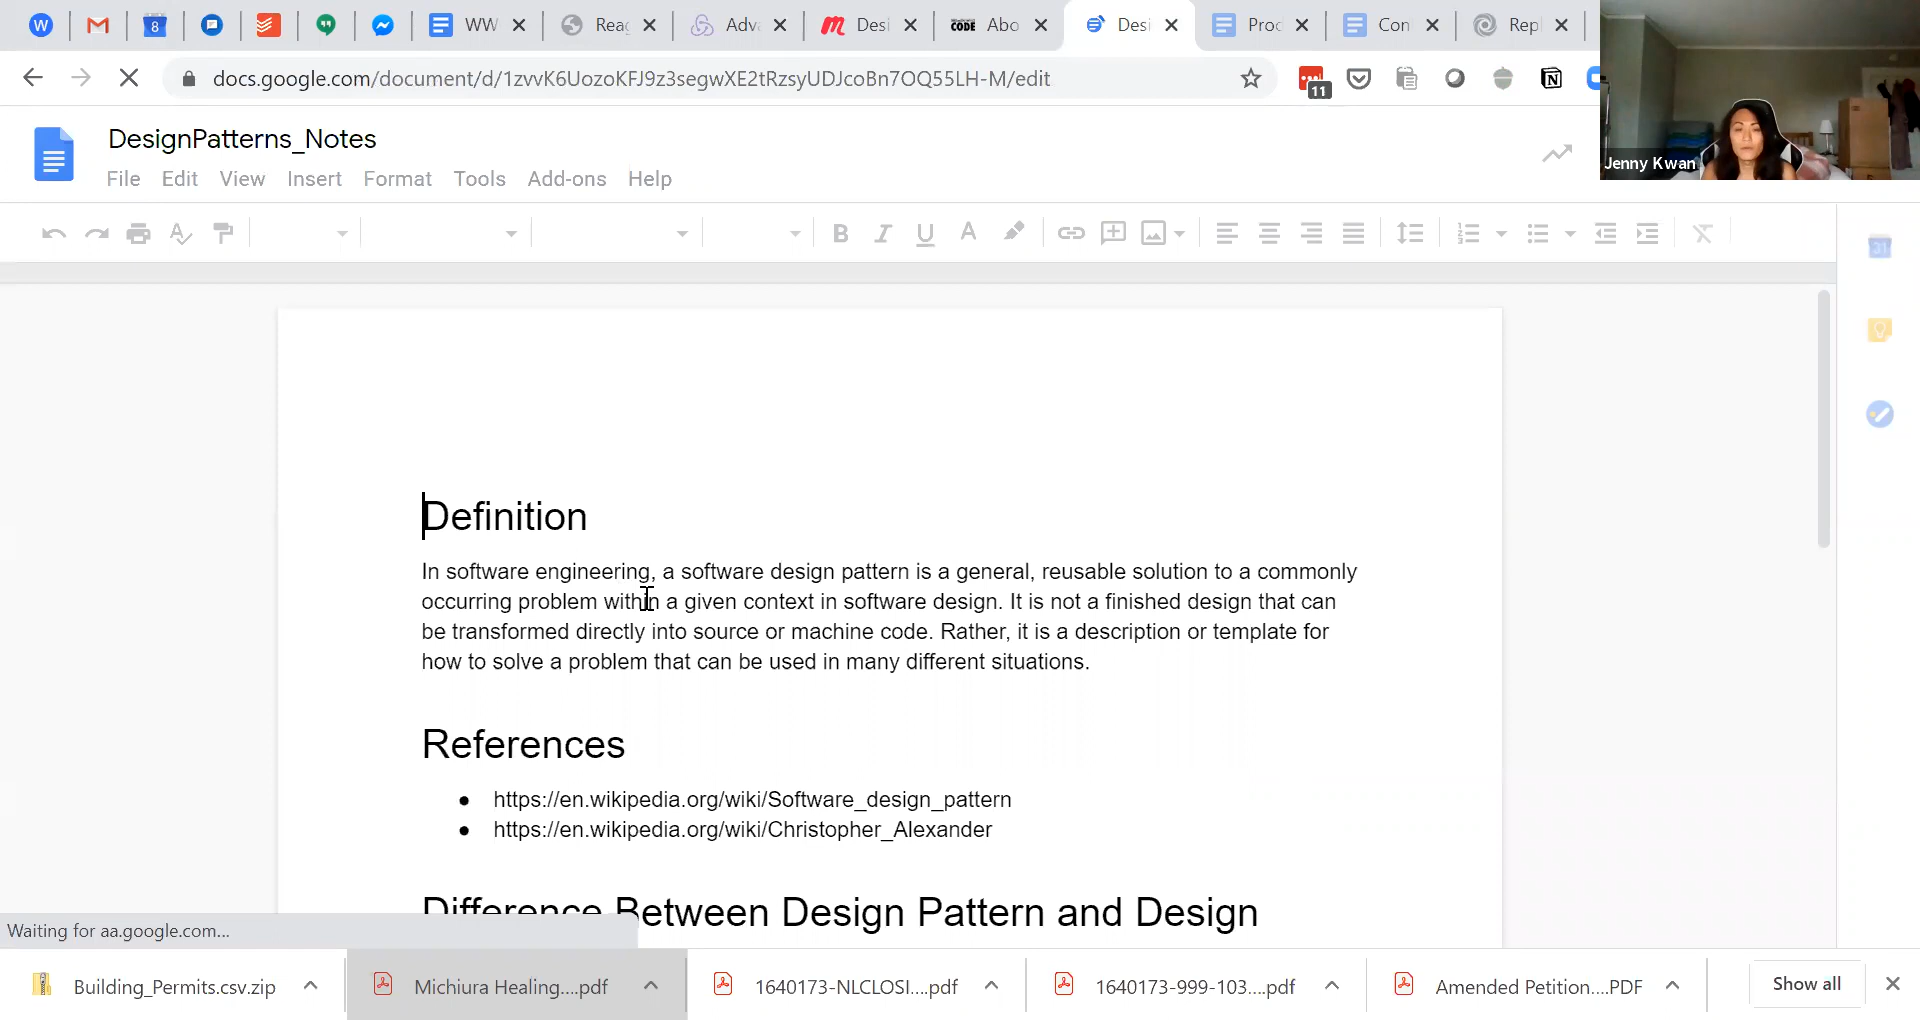 WW
Reac
Adva
Desi
CODE
Abo
Desi
Proc
Con
Repl
docs.google.com/document/d/1zvvK6UozoKFJ9z3segwXE2tRzsyUDJcoBn7OQ55LH-M/edit
11
DesignPatterns_Notes
File Edit View Insert Format Tools Add-ons Help
Jenny Kwan
Definition
In software engineering, a software design pattern is a general, reusable solution to a commonly
occurring problem within a given context in software design. It is not a finished design that can
be transformed directly into source or machine code. Rather, it is a description or template for
how to solve a problem that can be used in many different situations.
References
https://en.wikipedia.org/wiki/Software_design_pattern
https://en.wikipedia.org/wiki/Christopher_Alexander
Difference Between Design Pattern and Design
Waiting for aa.google.com...
Building_Permits.csv.zip
Michiura Healing....pdf
1640173-NLCLOSI....pdf
1640173-999-103....pdf
Amended Petition....PDF
Show all